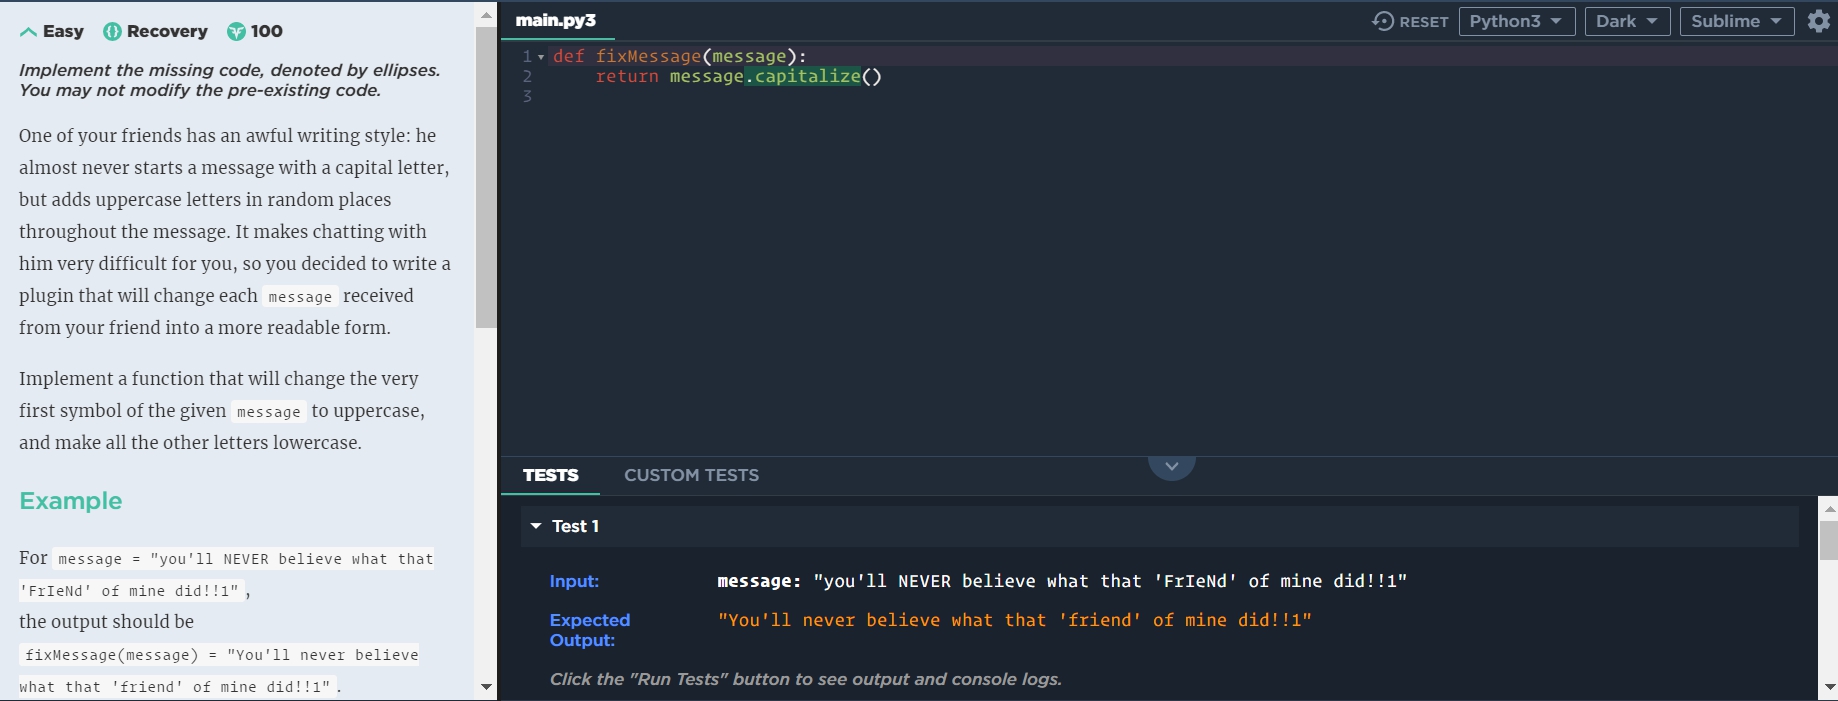 Easy Recovery 100
Implement the missing code, denoted by ellipses.
You may not modify the pre-existing code.
One of your friends has an awful writing style: he
almost never starts a message with a capital letter,
but adds uppercase letters in random places
throughout the message. It makes chatting with
him very difficult for you, so you decided to write a
plugin that will change each message received
from your friend into a more readable form.
Implement a function that will change the very
first symbol of the given message to uppercase,
and make all the other letters lowercase.
Example
For message = "you'll NEVER believe what that
'FrIeNd' of mine did!!1",
the output should be
fixMessage(message) = "You'll never believe
what that 'friend' of mine did!!1".
main.py3
RESET Python3 Dark Sublime
1 def fixMessage(message):
2 return message.capitalize()
3
TESTS CUSTOM TESTS
Test 1
Input: message: "you'll NEVER believe what that 'FrIeNd' of mine did!!1"
Expected "You'll never believe what that 'friend' of mine did!!1"
Output:
Click the "Run Tests" button to see output and console logs.